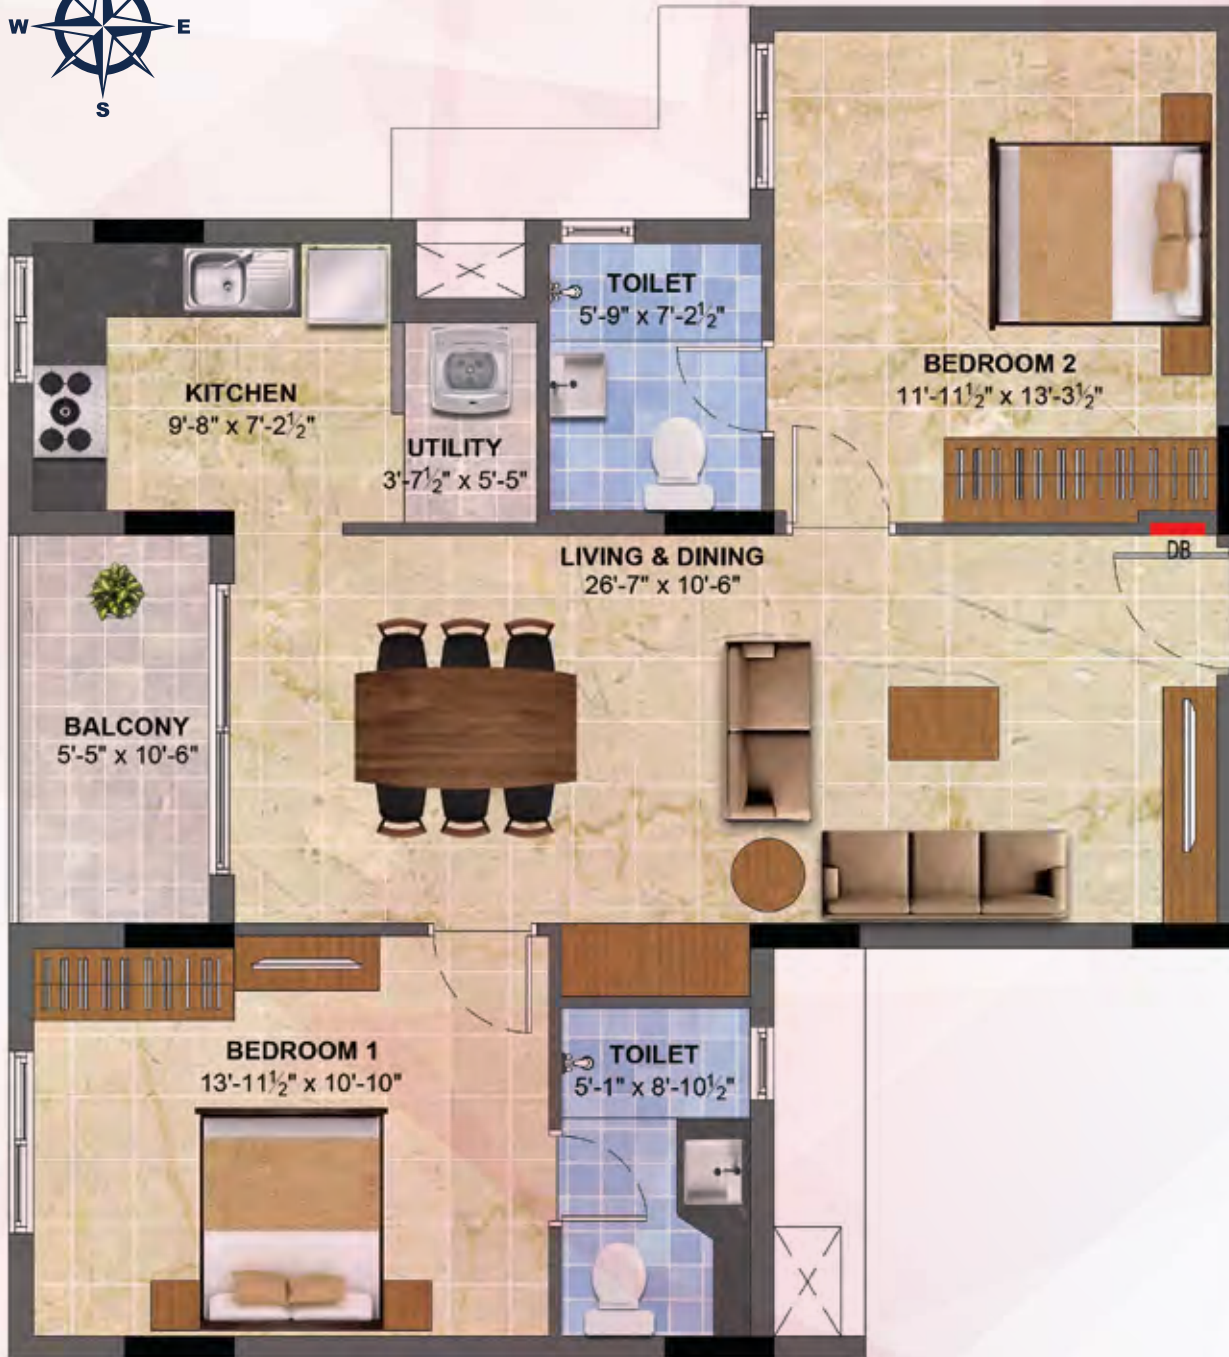 W
E
S
TOILET
5'-9" x 7'-2½"
BEDROOM 2
11'-11½" x 13'-3½"
KITCHEN
9'-8" x 7'-2½"
UTILITY
3'-7½" x 5'-5"
LIVING & DINING
26'-7" x 10'-6"
DB
BALCONY
5'-5" x 10'-6"
BEDROOM 1
13'-11½" x 10'-10"
TOILET
5'-1" x 8'-10½"